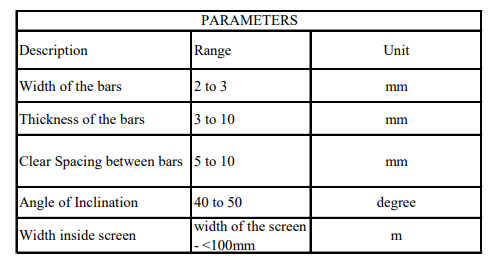 PARAMETERS
Description Range Unit
Width of the bars 2 to 3 mm
Thickness of the bars 3 to 10 mm
Clear Spacing between bars 5 to 10 mm
Angle of Inclination 40 to 50 degree
Width inside screen width of the screen m
- <100mm